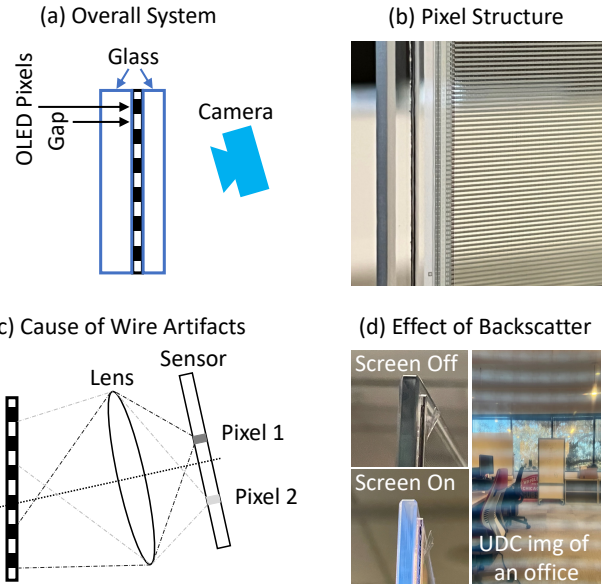 (a) Overall System
Glass
OLED Pixels
Gap
Camera
(b) Pixel Structure
c) Cause of Wire Artifacts
Sensor
Lens
Pixel 1
Pixel 2
(d) Effect of Backscatter
Screen Off
Screen On
UDC img of
an office